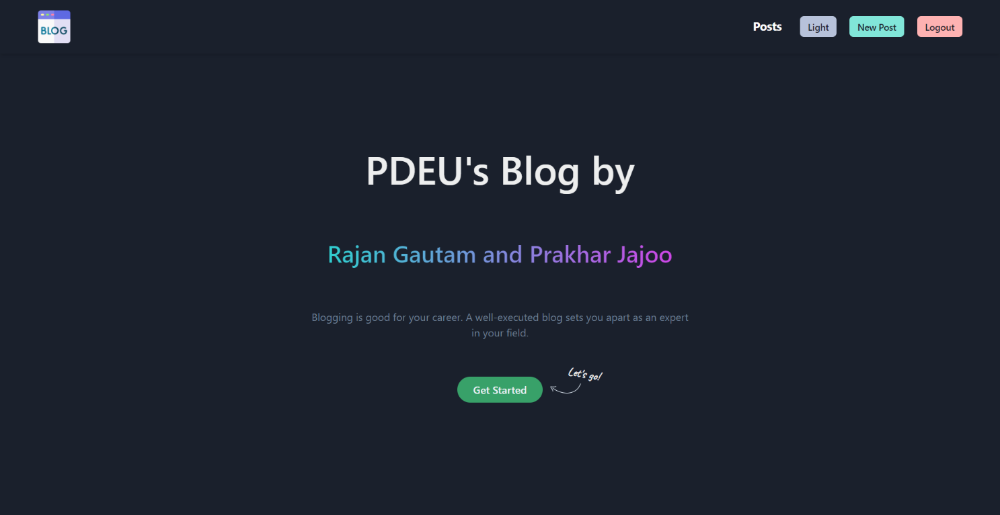 BLOG
Posts
Light
New Post
Logout
PDEU's Blog by
Rajan Gautam and Prakhar Jajoo
Blogging is good for your career. A well-executed blog sets you apart as an expert
in your field.
Let's go!
Get Started